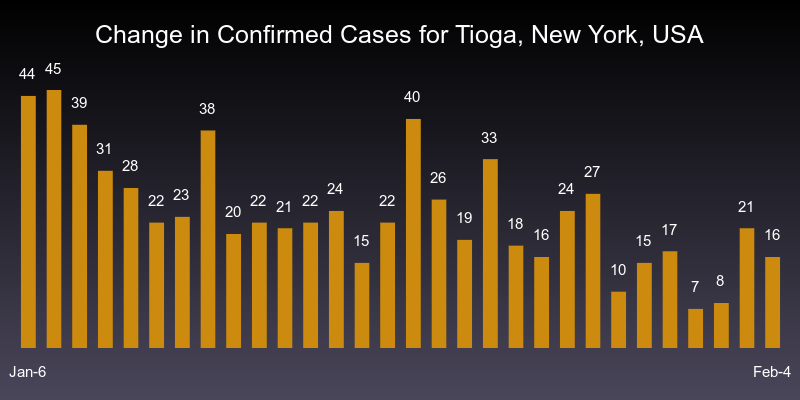 Change in Confirmed Cases for Tioga, New York, USA
44 45 39 31 28 22 23 38 20 22 21 22 24 15 22 40 26 19 33 18 16 24 27 10 15 17 7 8 21 16
Jan-6 Feb-4